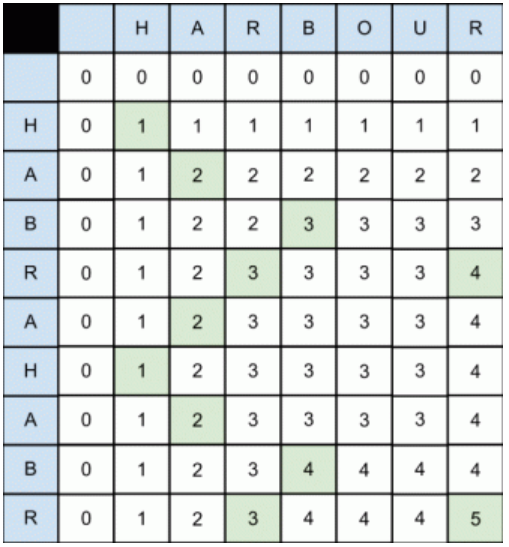 H A R B O U R
0 0 0 0 0 0 0 0
H 0 1 1 1 1 1 1 1
A 0 1 2 2 2 2 2 2
B 0 1 2 2 3 3 3 3
R 0 1 2 3 3 3 3 4
A 0 1 2 3 3 3 3 4
H 0 1 2 3 3 3 3 4
A 0 1 2 3 3 3 3 4
B 0 1 2 3 4 4 4 4
R 0 1 2 3 4 4 4 5